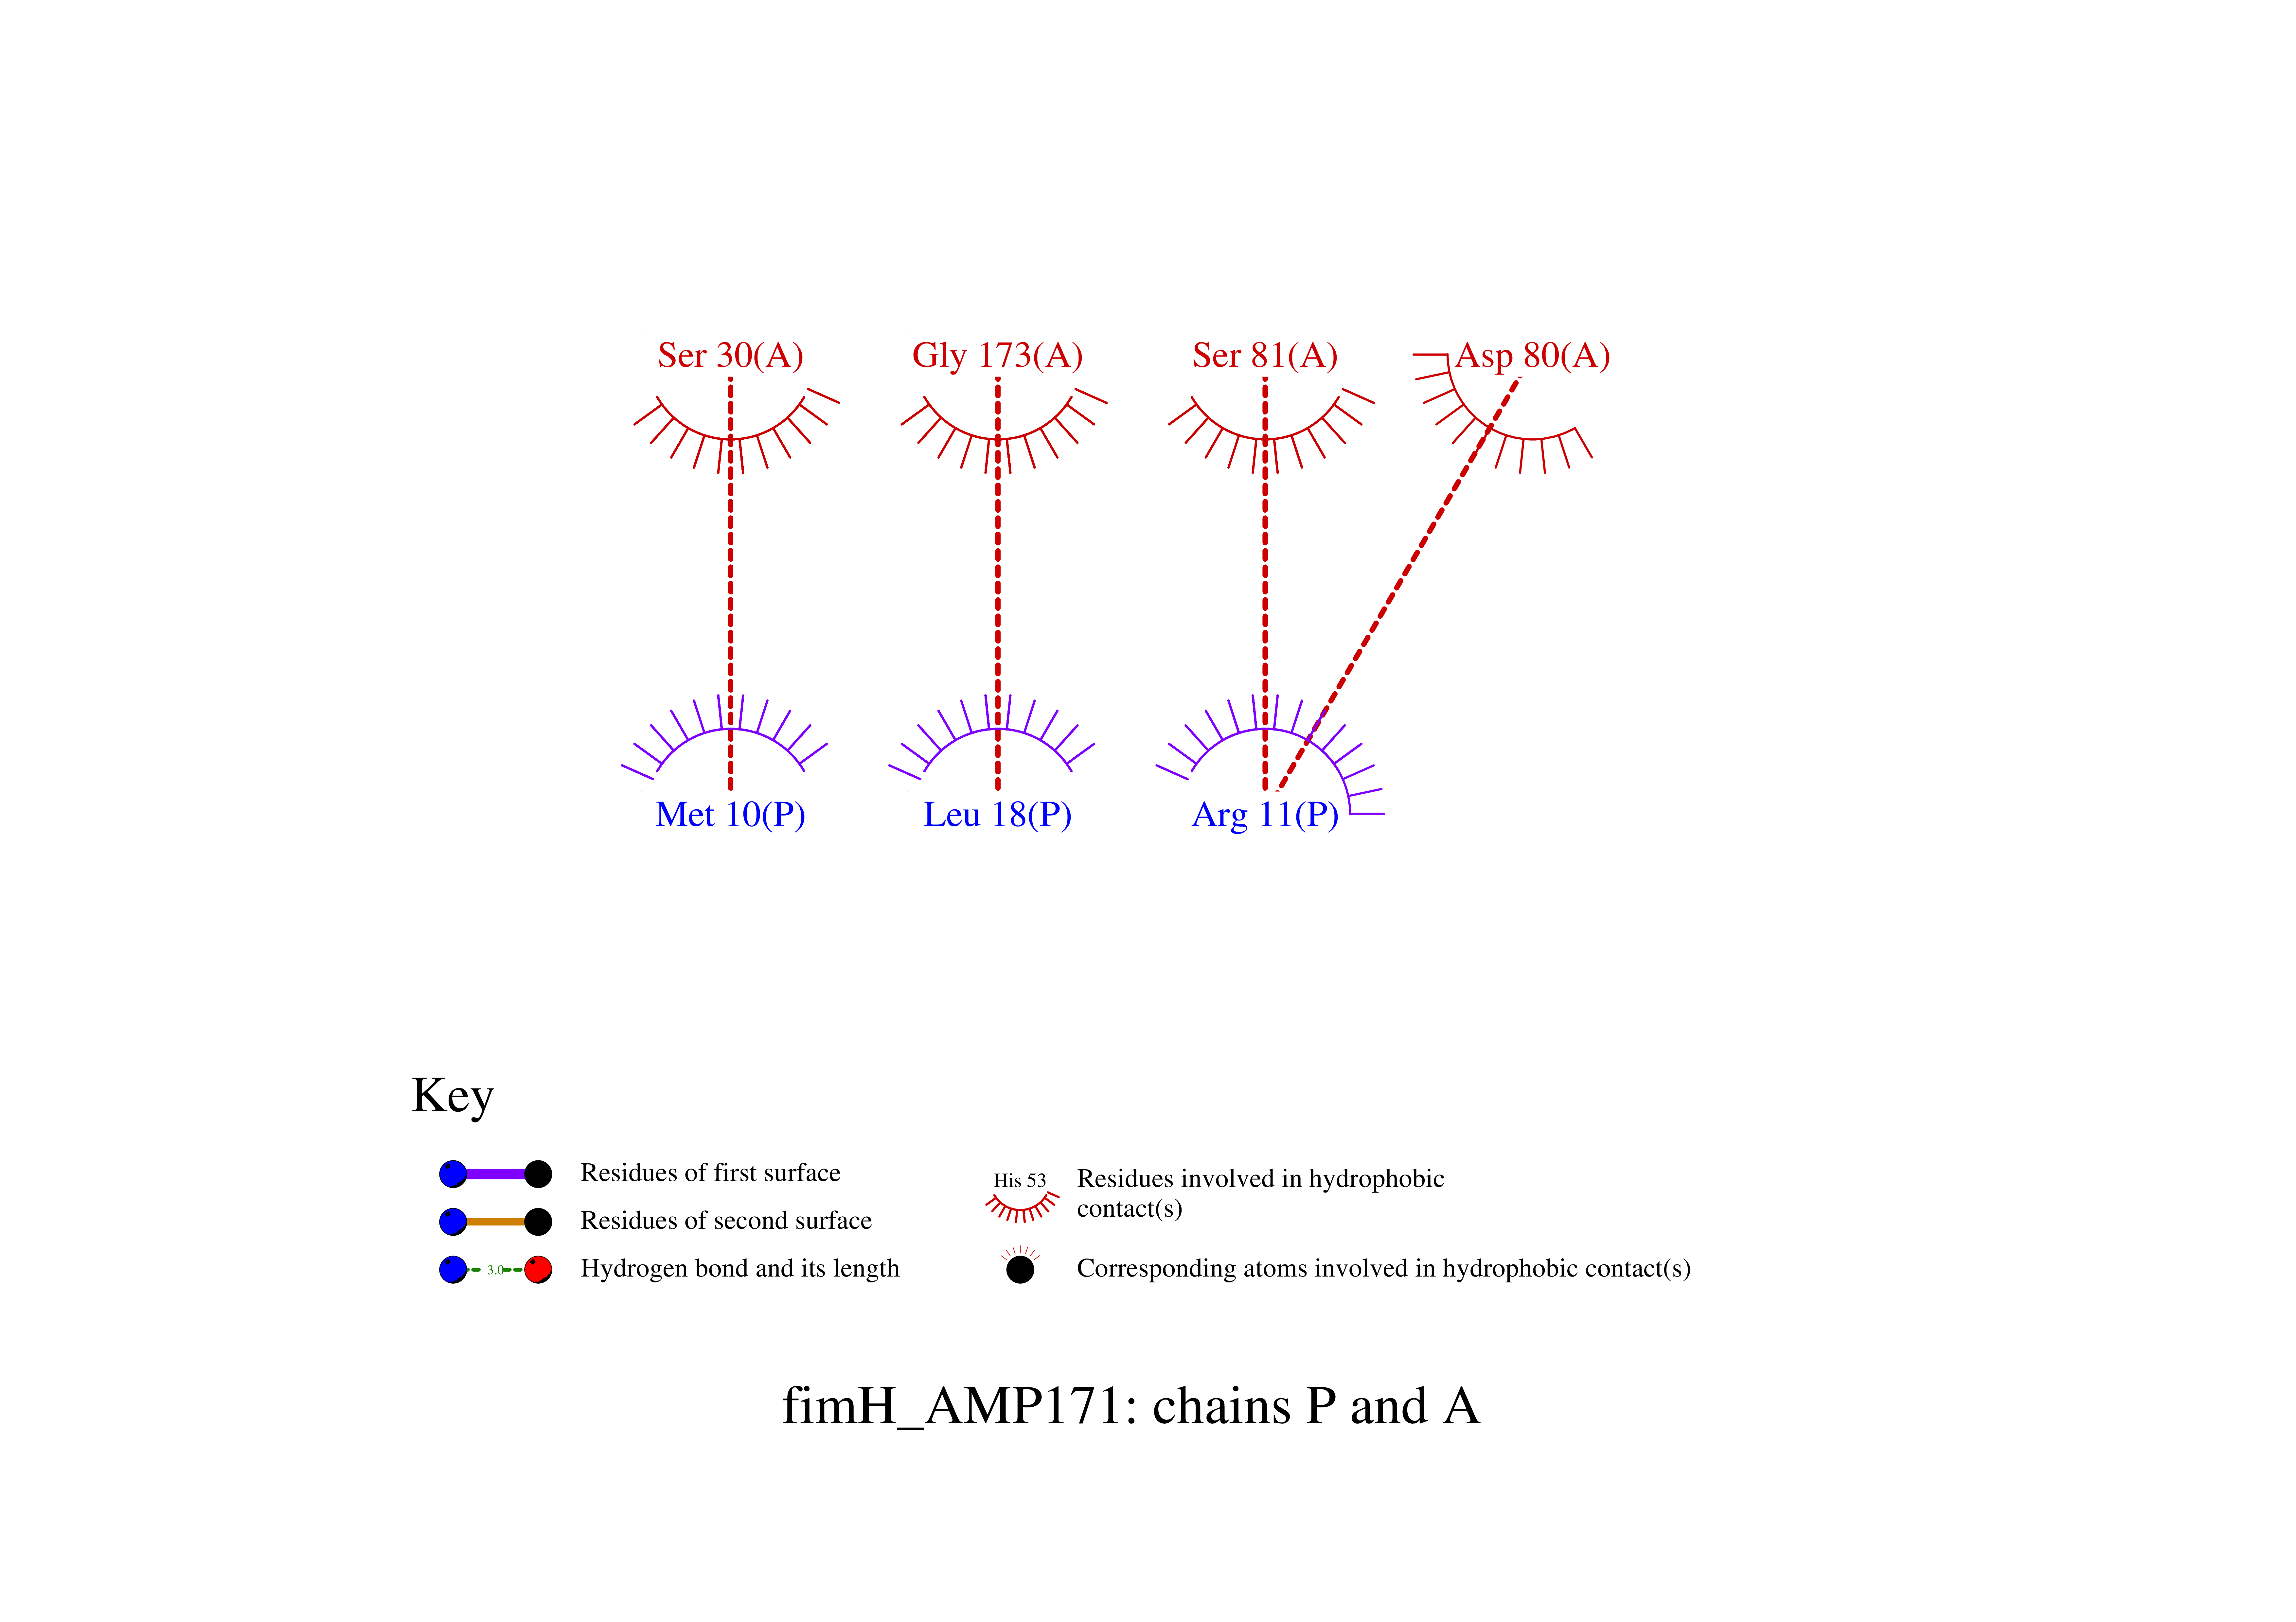 Ser 30(A) Gly 173(A) Ser 81(A) Asp 80(A)
Met 10(P) Leu 18(P) Arg 11(P)
Key
Residues of first surface
Residues of second surface
3.0 Hydrogen bond and its length
His 53 Residues involved in hydrophobic
contact(s)
Corresponding atoms involved in hydrophobic contact(s)
fimH_AMP171: chains P and A